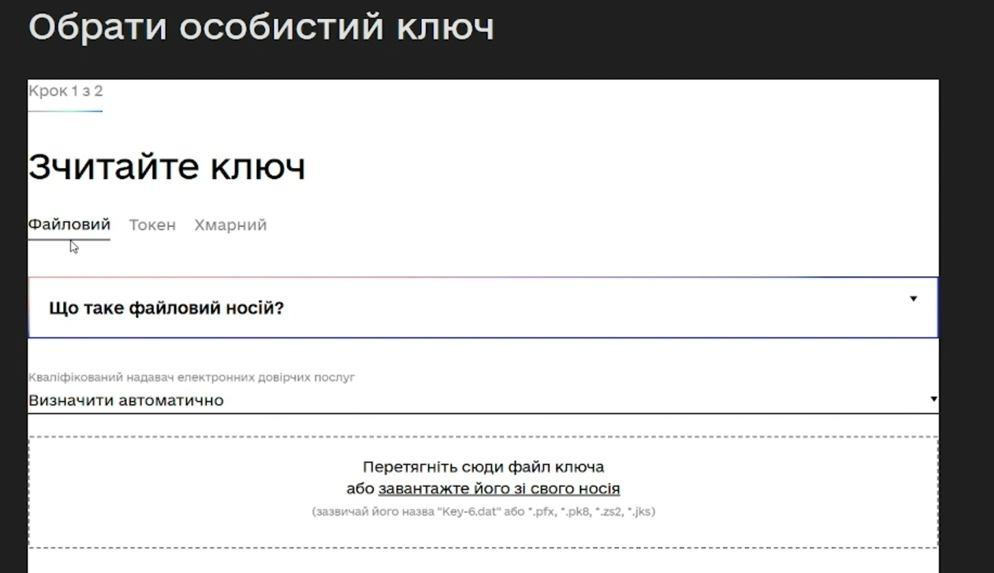 Обрати особистий ключ
Крок 1 з 2
Зчитайте ключ
Файловий Токен Хмарний
Що таке файловий носій?
Кваліфікований надавач електронних довірчих послуг
Визначити автоматично
Перетягніть сюди файл ключа
або завантажте його зі свого носія
(зазвичай його назва "Key-6.dat" або *.pfx, *.pk8, *.zs2, *.jks)